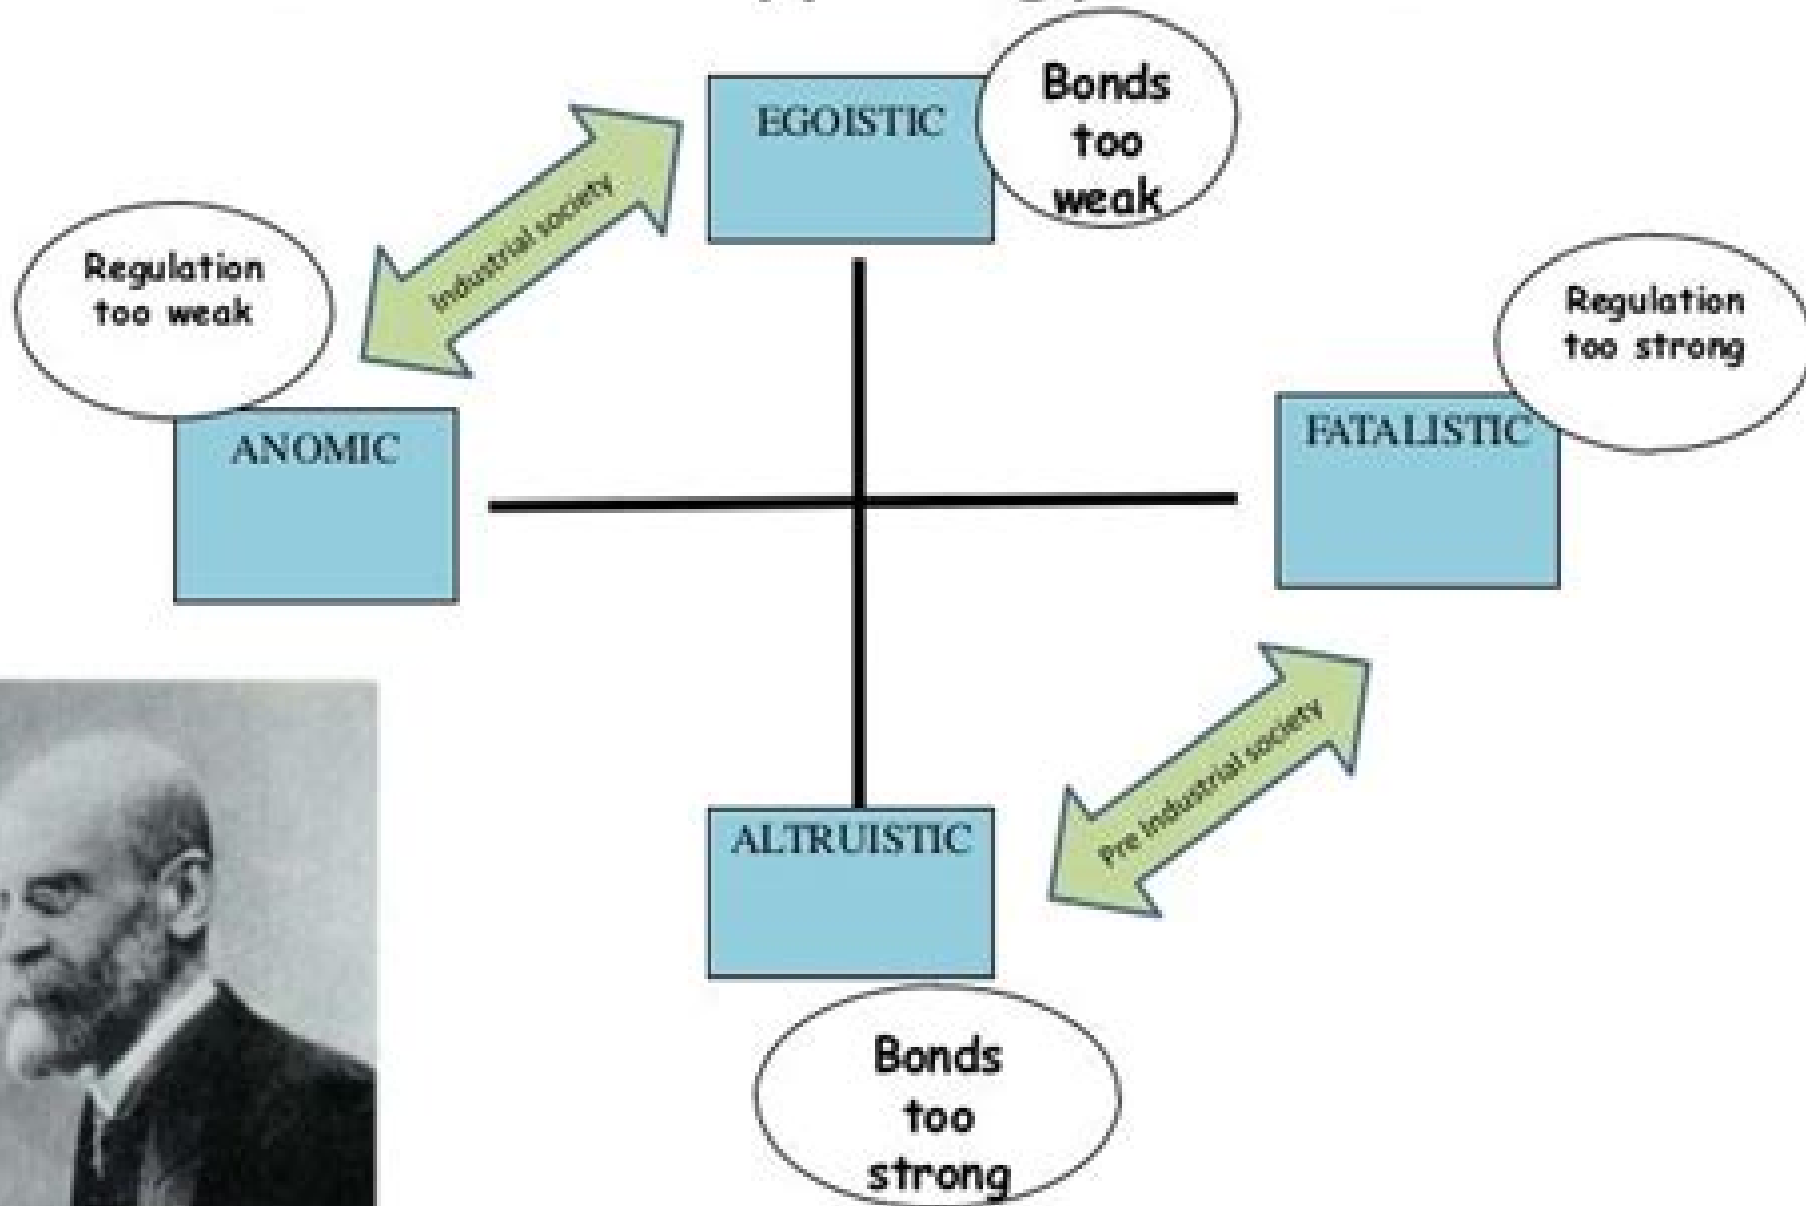 EGOISTIC
Bonds
too
weak
Industrial society
Regulation
too weak
Regulation
too strong
ANOMIC
FATALISTIC
Pre Industrial society
ALTRUISTIC
Bonds
too
strong